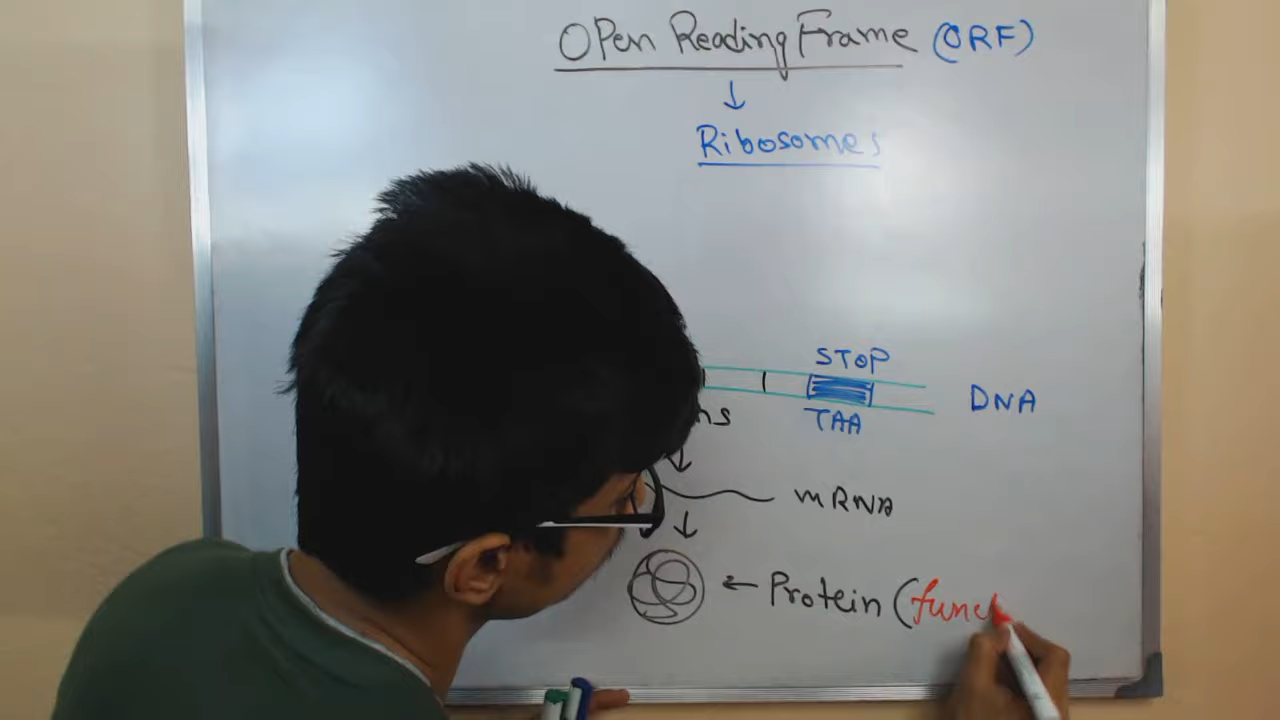 Open Reading Frame (ORF)
Ribosomes
STOP
DNA
TAA
mRNA
Protein (func